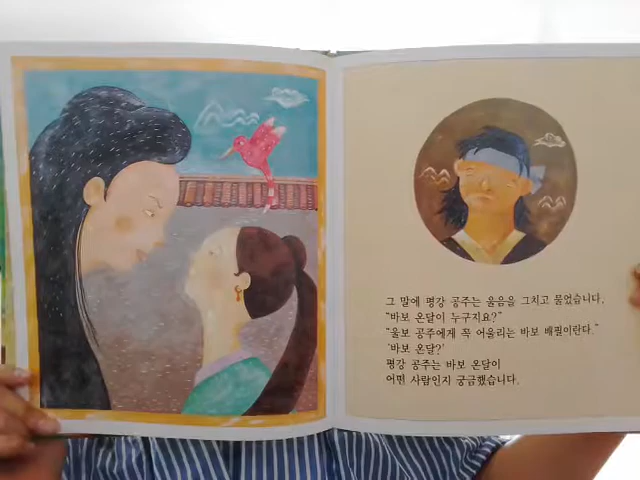 그 말에 평강 공주는 울음을 그치고 물었습니다.
“바보 온달이 누구지요?”
“울보 공주에게 꼭 어울리는 바보 배필이란다.”
‘바보 온달?’
평강 공주는 바보 온달이
어떤 사람인지 궁금했습니다.